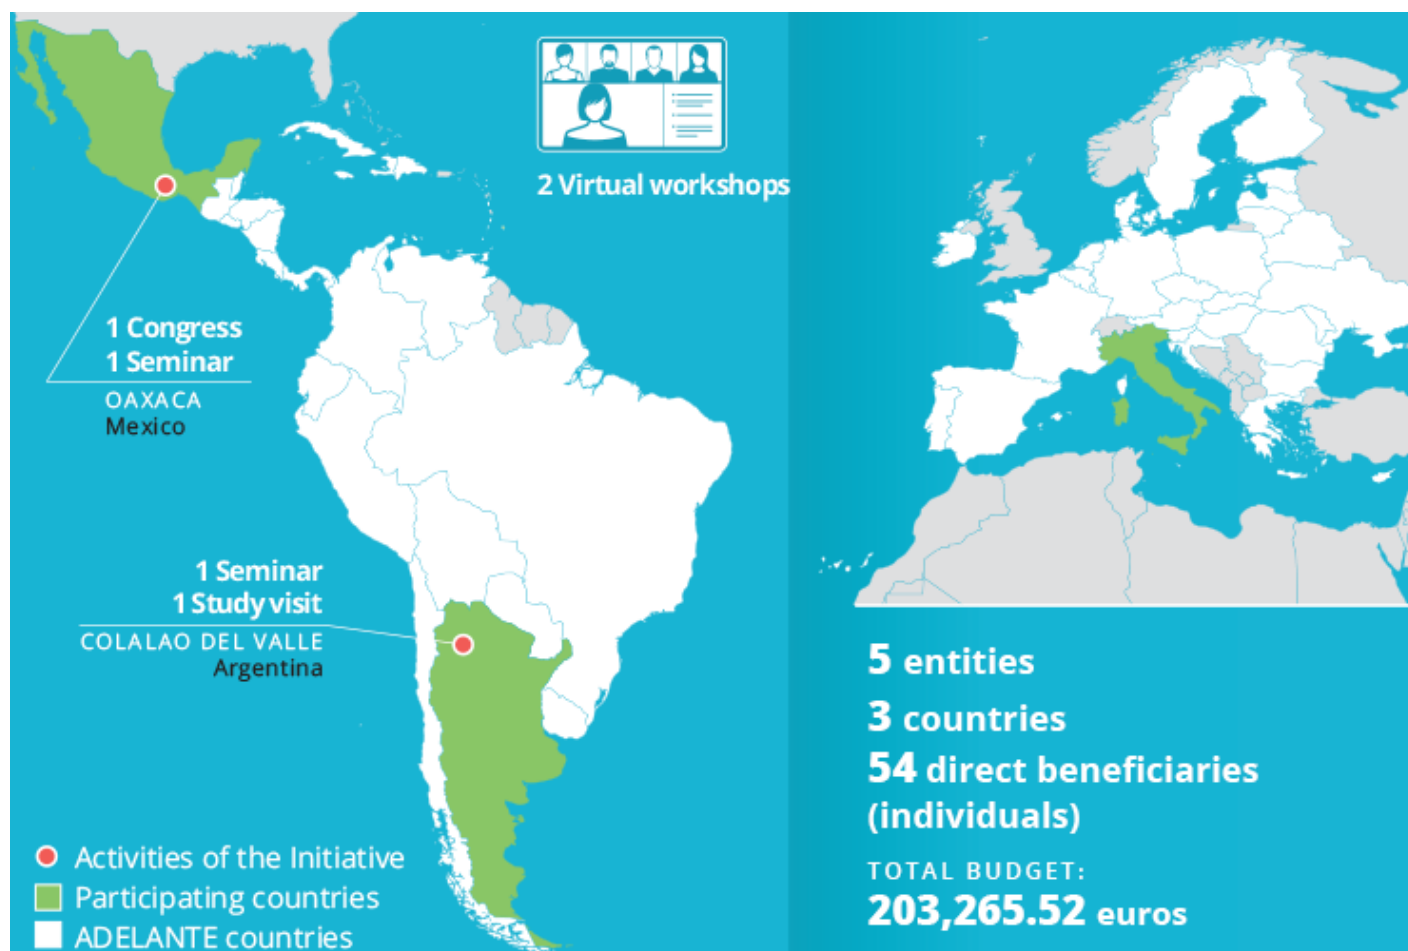 2 Virtual workshops
1 Congress
1 Seminar
OAXACA
Mexico
1 Seminar
1 Study visit
COLALAO DEL VALLE
Argentina
Activities of the Initiative
Participating countries
ADELANTE countries
5 entities
3 countries
54 direct beneficiaries
(individuals)
TOTAL BUDGET:
203,265.52 euros